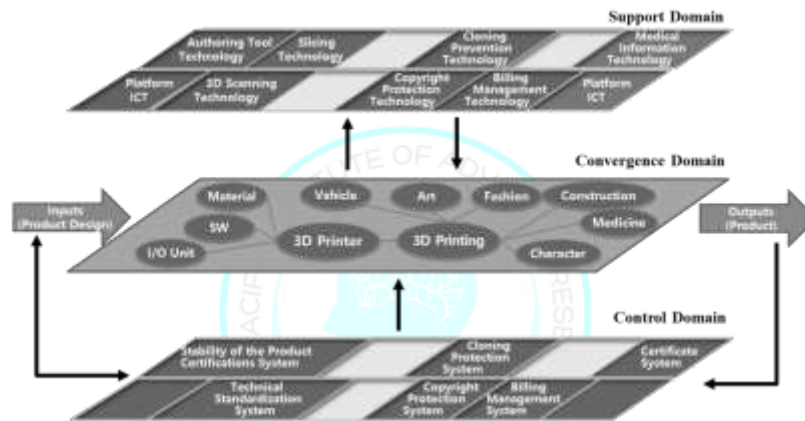 Support Domain
Authoring Tool
Technology
Slicing
Technology
Cloning
Prevention
Technology
Medical
Information
Technology
Platform
ICT
3D Scanning
Technology
Copyright
Protection
Technology
Billing
Management
Technology
Platform
ICT
Convergence Domain
Inputs
(Product Design)
Material
Vehicle
Art
Fashion
Construction
SW
Medicine
3D Printer
3D Printing
I/O Unit
Character
Outputs
(Product)
Control Domain
Stability of the Product
Certifications System
Cloning
Protection
System
Certificate
System
Technical
Standardization
System
Copyright
Protection
System
Billing
Management
System